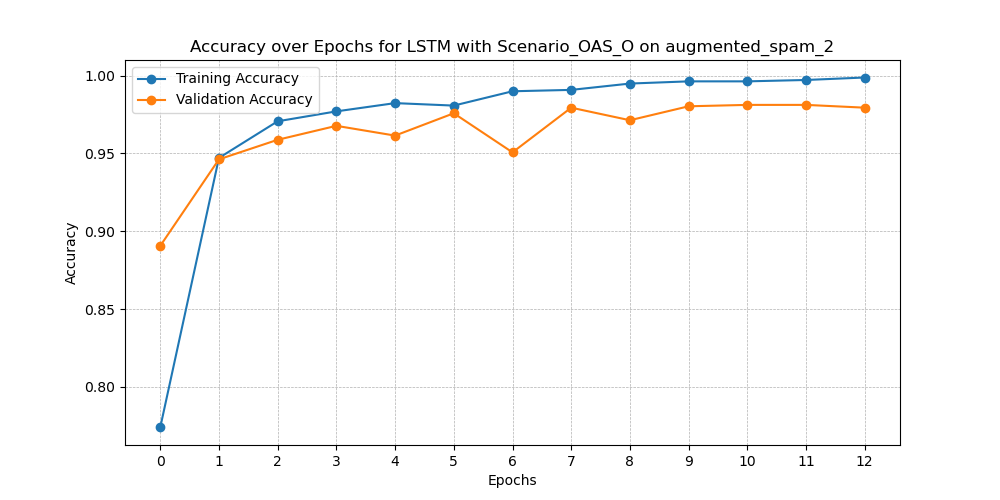 Accuracy over Epochs for LSTM with Scenario_OAS_O on augmented_spam_2
Training Accuracy
Validation Accuracy
1.00
0.95
0.90
0.85
0.80
Accuracy
0 1 2 3 4 5 6 7 8 9 10 11 12
Epochs